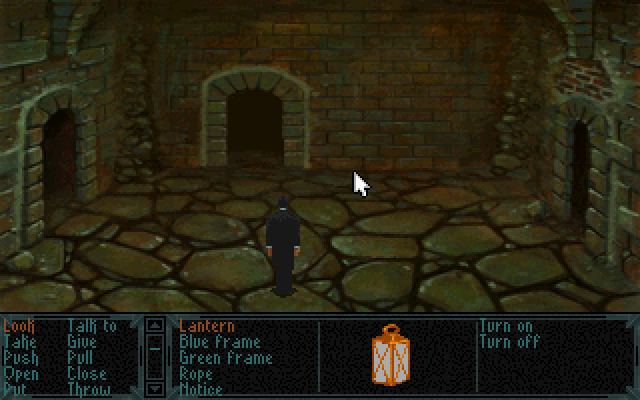 Look Talk to Lantern Turn on
Take Give Blue frame Turn off
Push Pull Green frame
Open Close Rope
Put Throw Notice